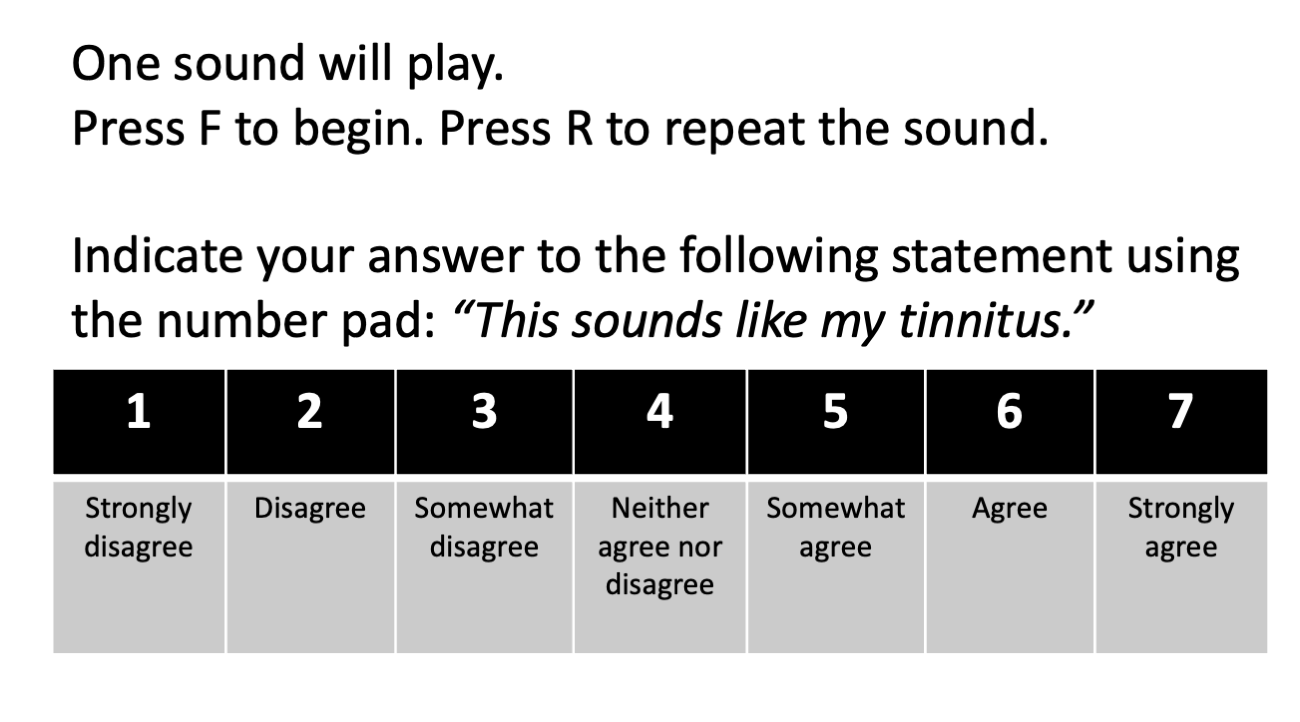 One sound will play.
Press F to begin. Press R to repeat the sound.
Indicate your answer to the following statement using
the number pad: “This sounds like my tinnitus.”
1 2 3 4 5 6 7
Strongly disagree Disagree Somewhat disagree Neither agree nor disagree Somewhat agree Agree Strongly agree